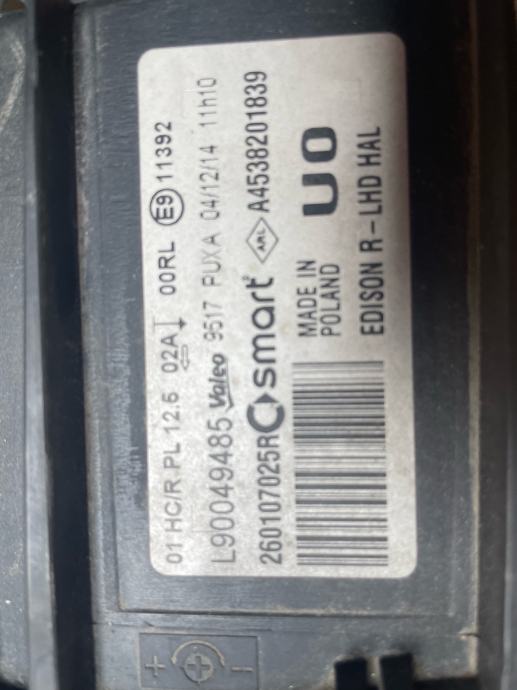 01 HC/R PL 12.5 02A 00RL E9 11392
L90049485 Valeo 9517 PUXA 04/12/14 11h10
260107025R smart AML A4538201839
MADE IN
POLAND
U0
EDISON R-LHD HAL
+ -